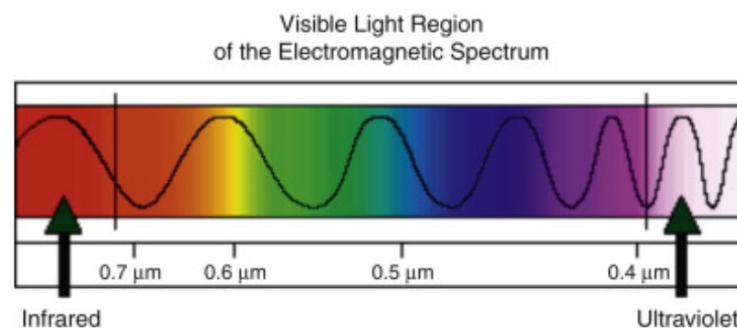 Visible Light Region
of the Electromagnetic Spectrum
0.7 μm 0.6 μm 0.5 μm 0.4 μm
Infrared Ultraviolet